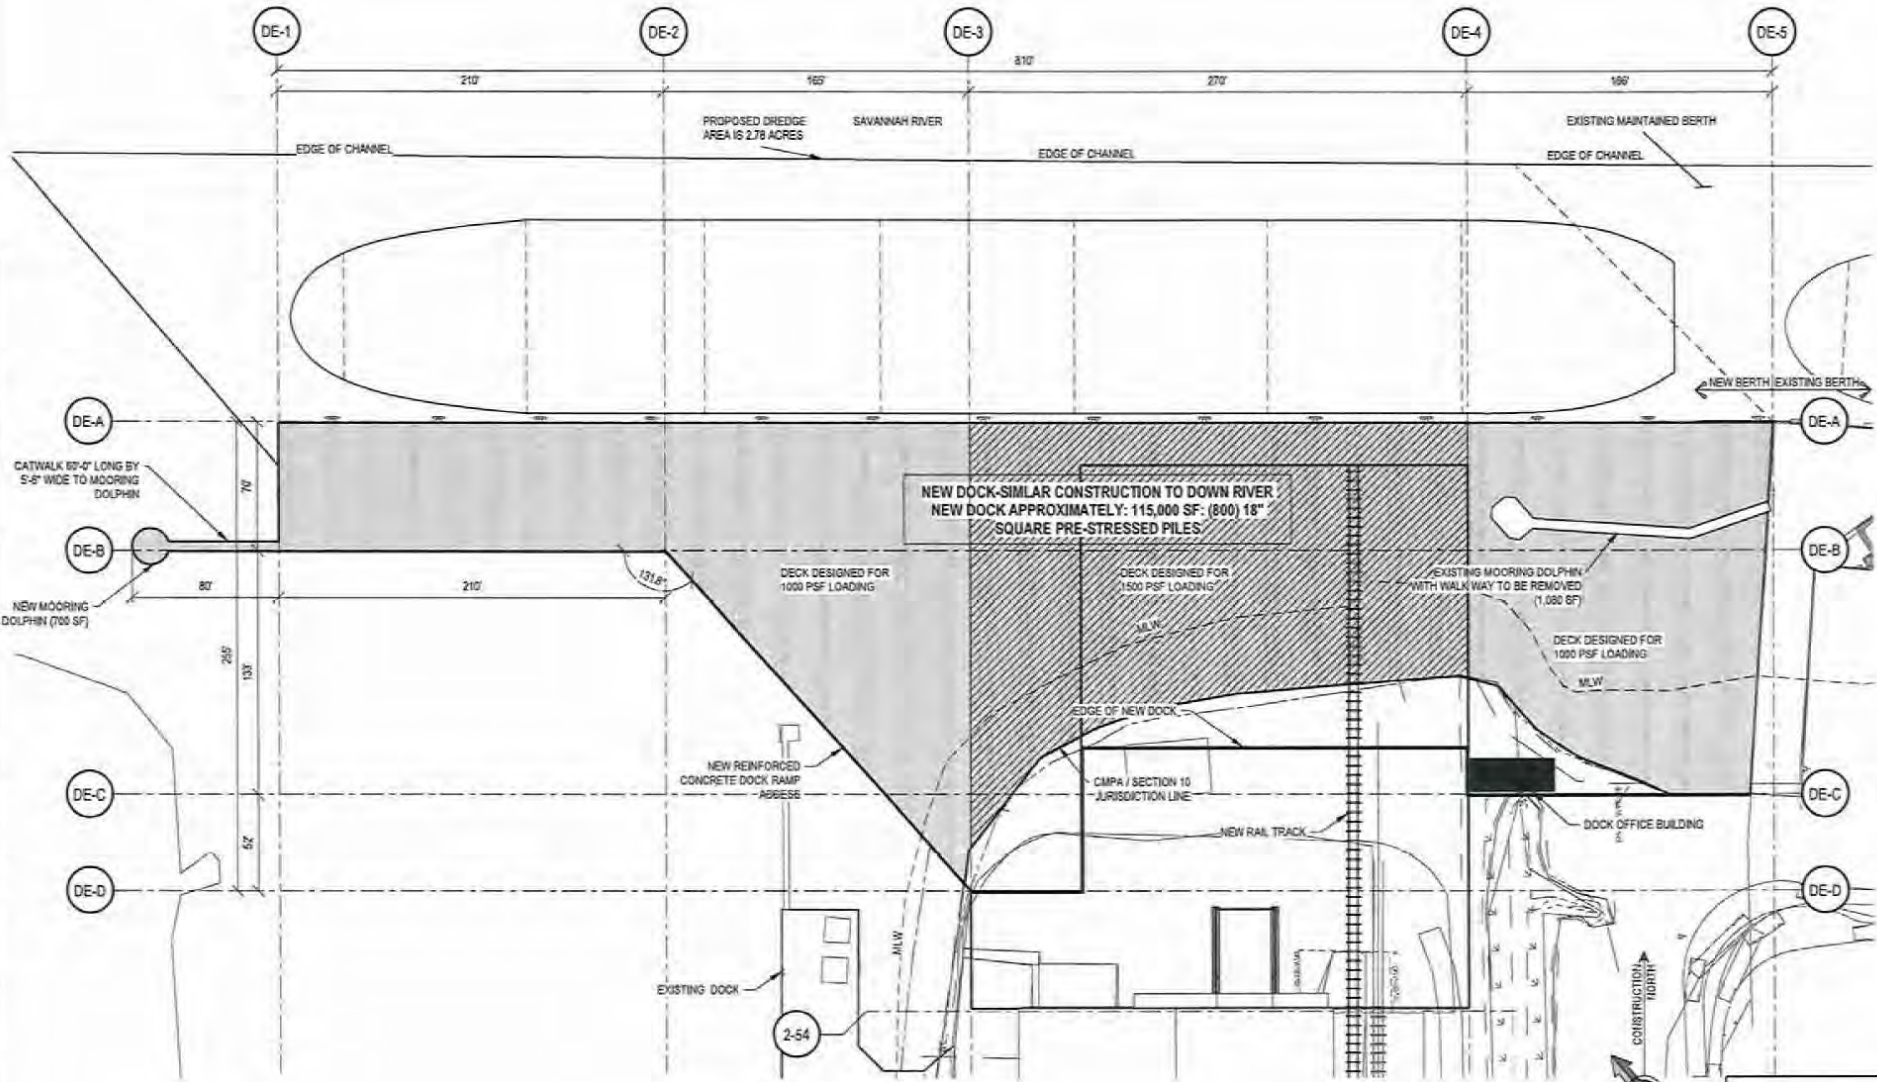 DE-1
DE-2
DE-3
DE-4
DE-5
810'
210'
165'
270'
166'
PROPOSED DREDGE
AREA IS 2.78 ACRES
SAVANNAH RIVER
EXISTING MAINTAINED BERTH
EDGE OF CHANNEL
EDGE OF CHANNEL
EDGE OF CHANNEL
NEW BERTH
EXISTING BERTH
DE-A
DE-A
CATWALK 60'-0" LONG BY
5'-6" WIDE TO MOORING
DOLPHIN
70'
NEW DOCK-SIMLAR CONSTRUCTION TO DOWN RIVER
NEW DOCK APPROXIMATELY: 115,000 SF: (800) 18"
SQUARE PRE-STRESSED PILES
DE-B
DE-B
80'
210'
131.8°
DECK DESIGNED FOR
1000 PSF LOADING
DECK DESIGNED FOR
1500 PSF LOADING
EXISTING MOORING DOLPHIN
WITH WALK WAY TO BE REMOVED
(1,080 SF)
NEW MOORING
DOLPHIN (700 SF)
MLW
DECK DESIGNED FOR
1000 PSF LOADING
255'
133'
MLW
EDGE OF NEW DOCK
NEW REINFORCED
CONCRETE DOCK RAMP
ACCESS
CMPA / SECTION 10
JURISDICTION LINE
DE-C
DE-C
NEW RAIL TRACK
DOCK OFFICE BUILDING
52'
DE-D
DE-D
MLW
EXISTING DOCK
2-54
CONSTRUCTION
NORTH